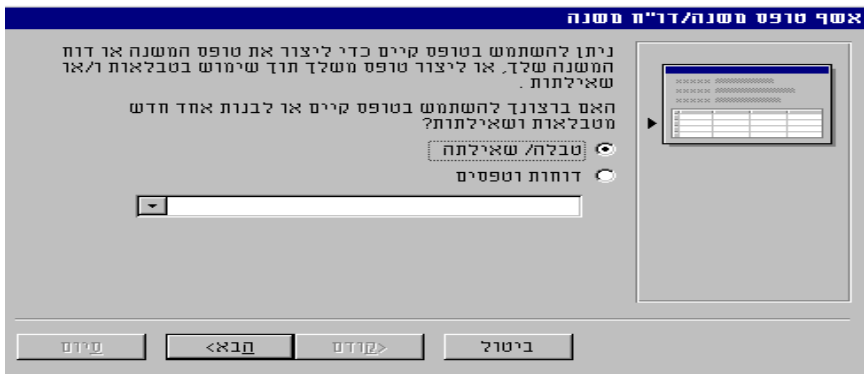 אשף טופס משנה/דו"ח משנה
ניתן להשתמש בטופס קיים כדי ליצור את טופס המשנה או דוח
המשנה שלך, או ליצור טופס משלך תוך שימוש בטבלאות ו/או
שאילתות .
האם ברצונך להשתמש בטופס קיים או לבנות אחד חדש
מטבלאות ושאילתות?
טבלה/ שאילתה
דוחות וטפסים
ביטול
<קודם
הבא>
סיום